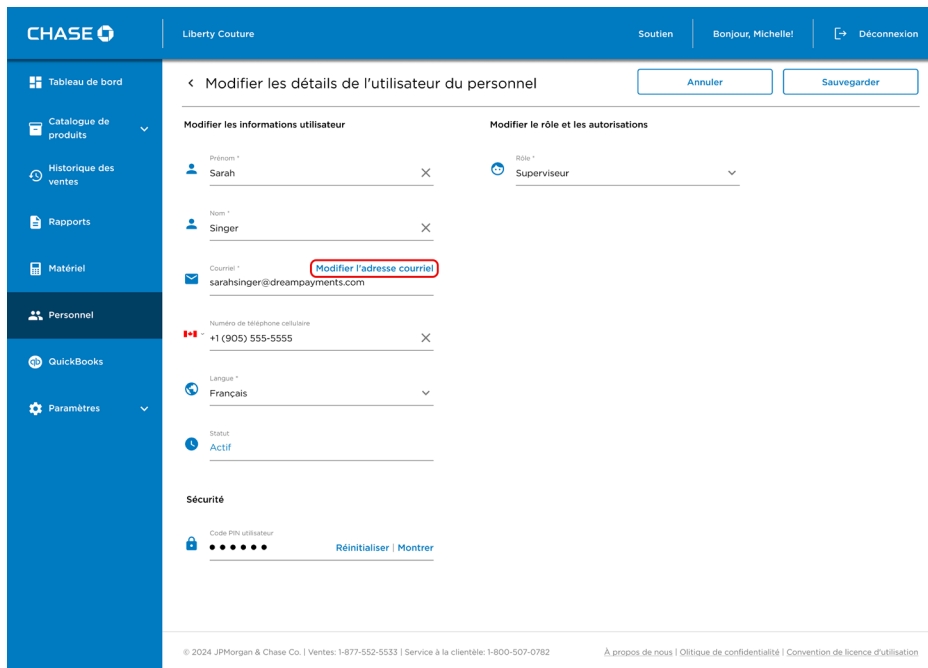 CHASE
Liberty Couture
Soutien
Bonjour, Michelle!
Déconnexion
Tableau de bord
Catalogue de
produits
Historique des
ventes
Rapports
Matériel
Personnel
QuickBooks
Paramètres
Modifier les détails de l'utilisateur du personnel
Annuler
Sauvegarder
Modifier les informations utilisateur
Prénom *
Sarah
Nom *
Singer
Courriel *
Modifier l'adresse courriel
sarahsinger@dreampayments.com
Numéro de téléphone cellulaire
+1 (905) 555-5555
Langue *
Français
Statut
Actif
Sécurité
Code PIN utilisateur
Réinitialiser | Montrer
Modifier le rôle et les autorisations
Rôle *
Superviseur
© 2024 JPMorgan & Chase Co. | Ventes: 1-877-552-5533 | Service à la clientèle: 1-800-507-0782
À propos de nous | Olitique de confidentialité | Convention de licence d'utilisation